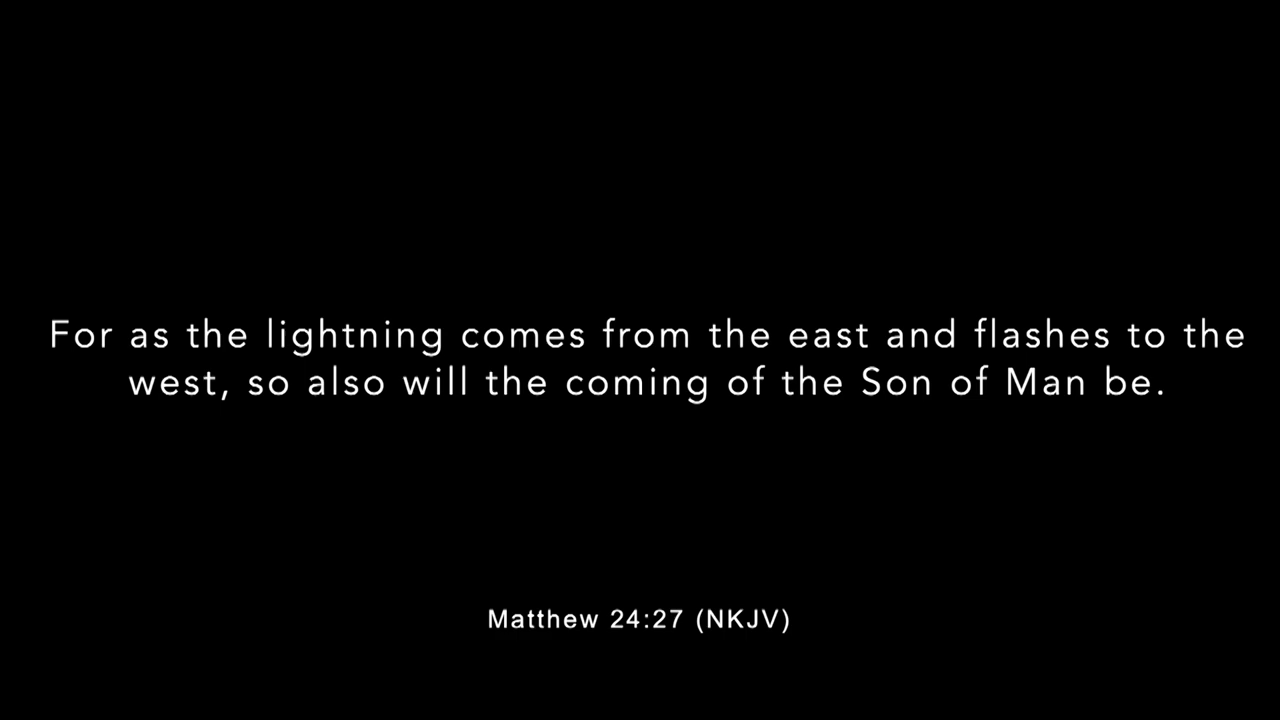 For as the lightning comes from the east and flashes to the
west, so also will the coming of the Son of Man be.
Matthew 24:27 (NKJV)